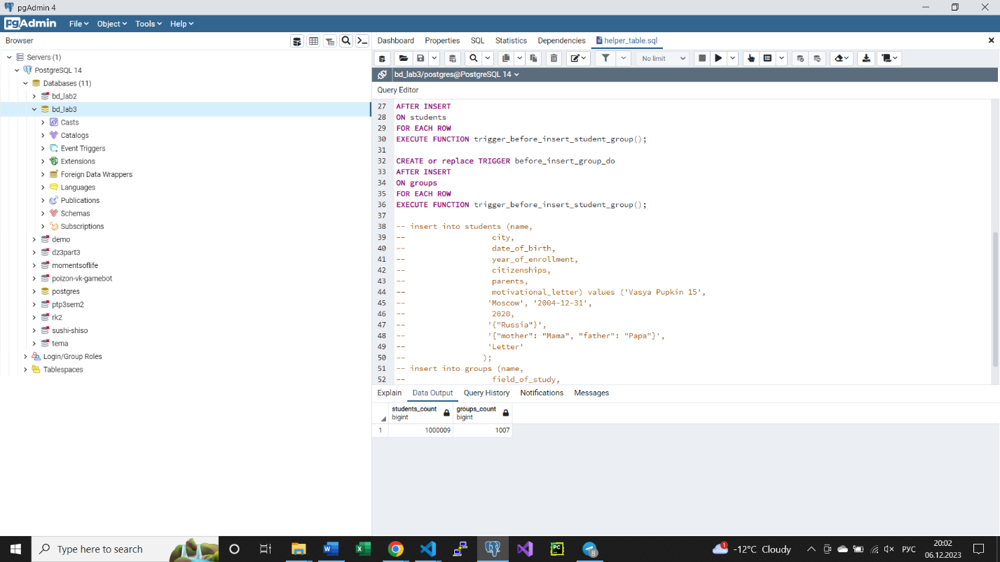 pgAdmin 4
pgAdmin File Object Tools Help
Browser
Dashboard Properties SQL Statistics Dependencies helper_table.sql
No limit
bd_lab3/postgres@PostgreSQL 14
Query Editor
Servers (1)
PostgreSQL 14
Databases (11)
bd_lab2
bd_lab3
Casts
Catalogs
Event Triggers
Extensions
Foreign Data Wrappers
Languages
Publications
Schemas
Subscriptions
demo
dz3part3
momentsoflife
poizon-vk-gamebot
postgres
ptp3sem2
rk2
sushi-shiso
tema
Login/Group Roles
Tablespaces
27 AFTER INSERT
28 ON students
29 FOR EACH ROW
30 EXECUTE FUNCTION trigger_before_insert_student_group();
31
32 CREATE or replace TRIGGER before_insert_group_do
33 AFTER INSERT
34 ON groups
35 FOR EACH ROW
36 EXECUTE FUNCTION trigger_before_insert_student_group();
37
38 -- insert into students (name,
39 -- city,
40 -- date_of_birth,
41 -- year_of_enrollment,
42 -- citizenships,
43 -- parents,
44 -- motivational_letter) values ('Vasya Pupkin 15',
45 -- 'Moscow', '2004-12-31',
46 -- 2020,
47 -- '{"Russia"}',
48 -- '{"mother": "Mama", "father": "Papa"}',
49 -- 'Letter'
50 -- );
51 -- insert into groups (name,
52 -- field_of_study,
Explain Data Output Query History Notifications Messages
students_count groups_count
bigint bigint
1 1000009 1007
Type here to search
W
X
PC
8
1
-12°C Cloudy
РУС
20:02
06.12.2023